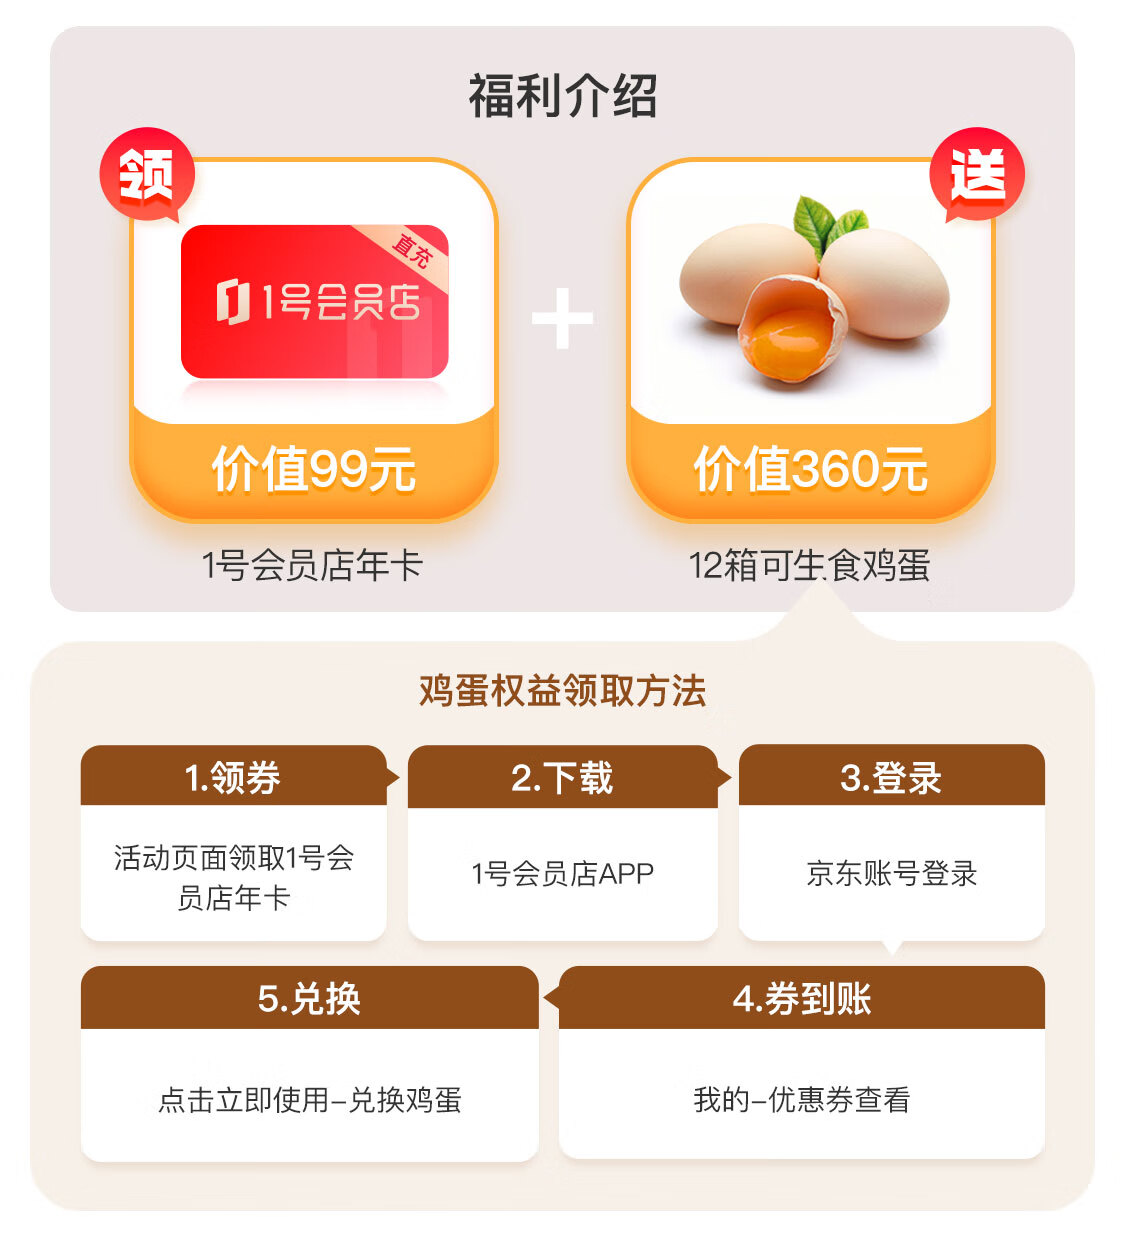 福利介绍
领
送
直充
1号会员店
价值99元
价值360元
1号会员店年卡
12箱可生食鸡蛋
鸡蛋权益领取方法
1.领券
活动页面领取1号会
员店年卡
2.下载
1号会员店APP
3.登录
京东账号登录
4.券到账
我的-优惠券查看
5.兑换
点击立即使用-兑换鸡蛋